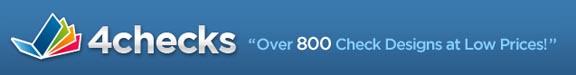 4checks “Over 800 Check Designs at Low Prices!”